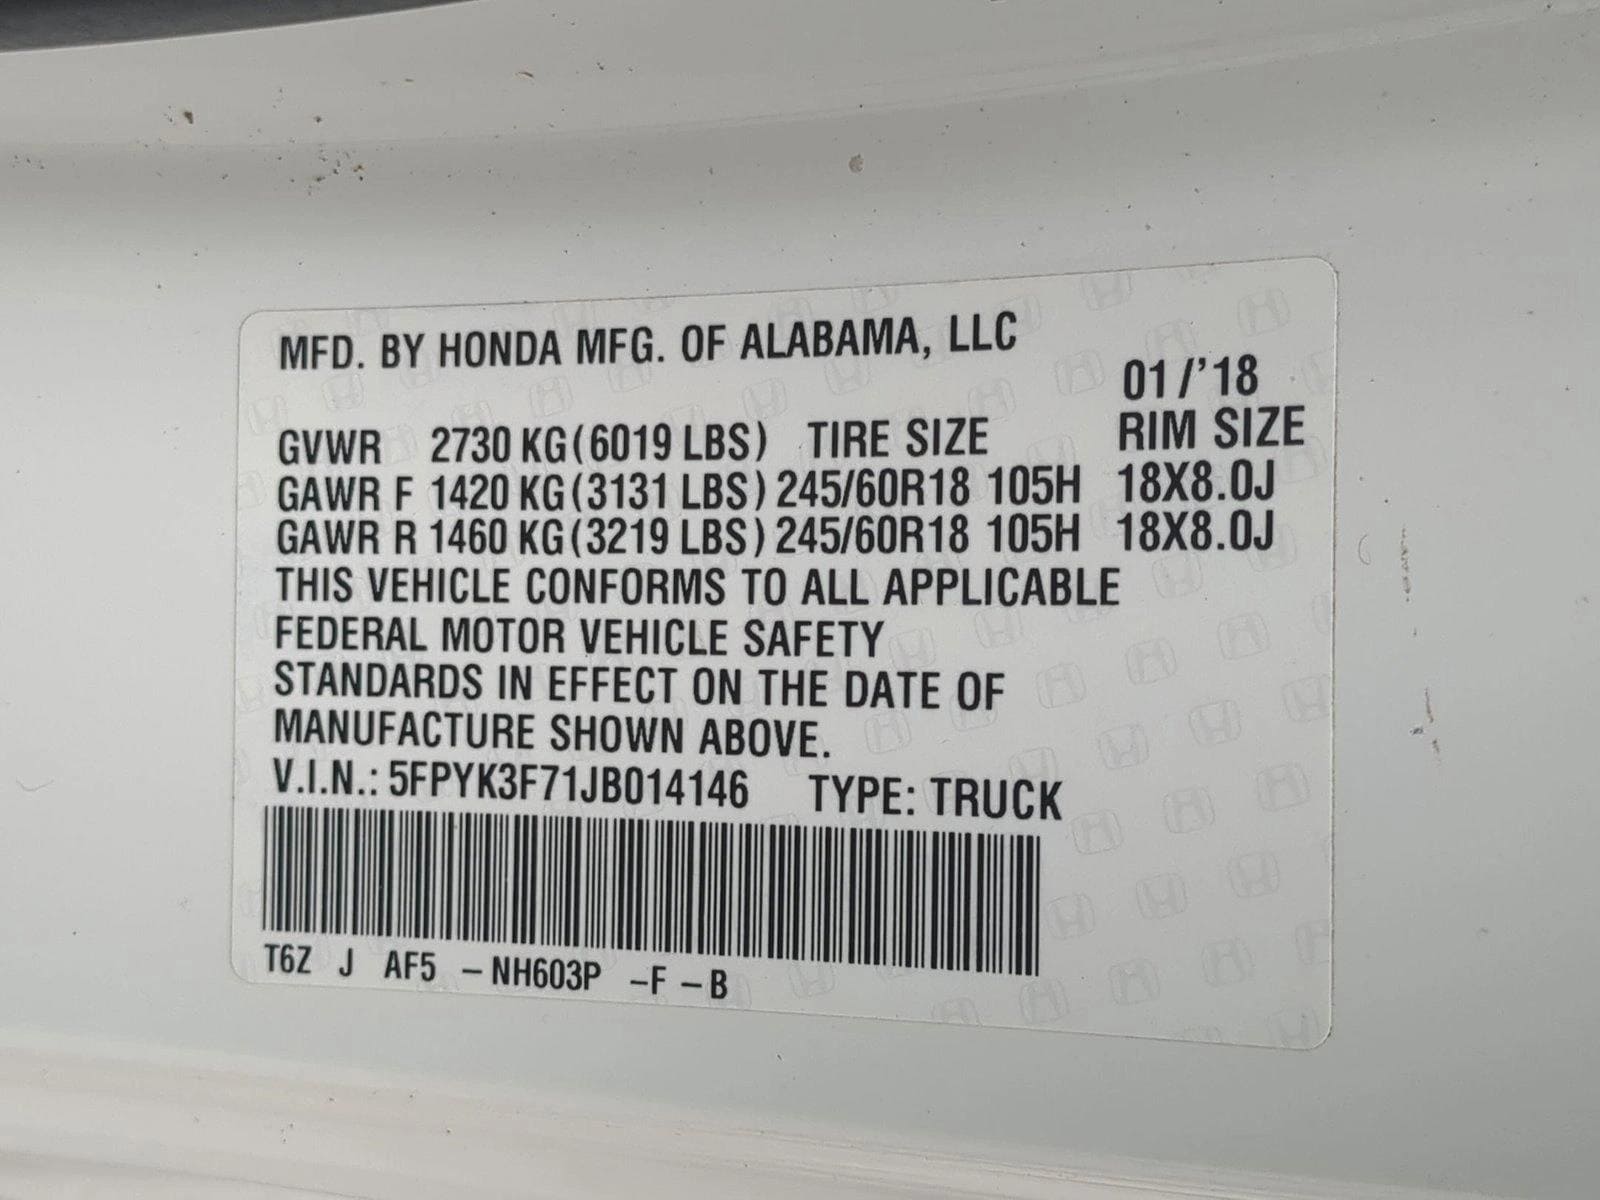 MFD. BY HONDA MFG. OF ALABAMA, LLC
01/'18
GVWR 2730 KG(6019 LBS) TIRE SIZE RIM SIZE
GAWR F 1420 KG(3131 LBS) 245/60R18 105H 18X8.0J
GAWR R 1460 KG(3219 LBS) 245/60R18 105H 18X8.0J
THIS VEHICLE CONFORMS TO ALL APPLICABLE
FEDERAL MOTOR VEHICLE SAFETY
STANDARDS IN EFFECT ON THE DATE OF
MANUFACTURE SHOWN ABOVE.
V.I.N.: 5FPYK3F71JB014146 TYPE: TRUCK
T6Z J AF5 -NH603P -F-B